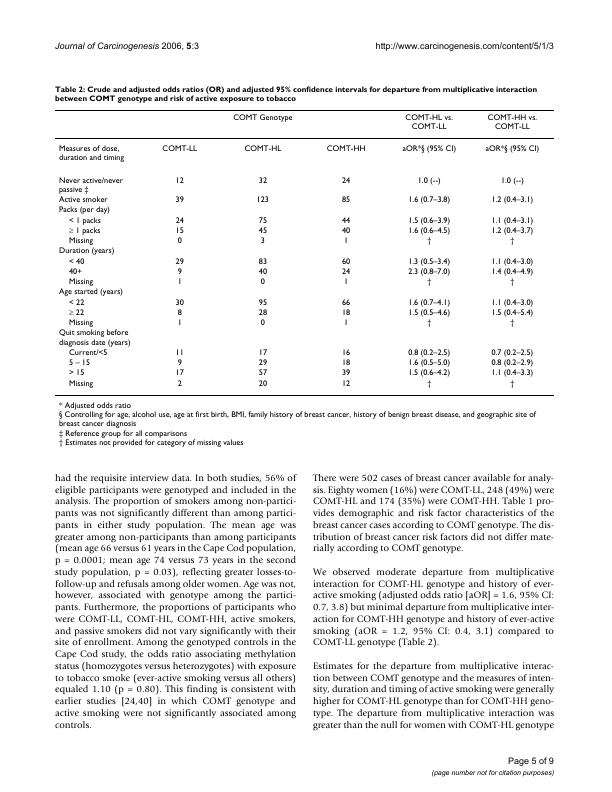 Journal of Carcinogenesis 2006, 5:3 http://www.carcinogenesis.com/content/5/1/3
Table 2: Crude and adjusted odds ratios (OR) and adjusted 95% confidence intervals for departure from multiplicative interaction
between COMT genotype and risk of active exposure to tobacco
COMT Genotype COMT-HL vs. COMT-HH vs.
COMT-LL COMT-LL
Measures of dose, COMT-LL COMT-HL COMT-HH aOR*§ (95% CI) aOR*§ (95% CI)
duration and timing
Never active/never 12 32 24 1.0 (--) 1.0 (--)
passive ‡
Active smoker 39 123 85 1.6 (0.7–3.8) 1.2 (0.4–3.1)
Packs (per day)
< 1 packs 24 75 44 1.5 (0.6–3.9) 1.1 (0.4–3.1)
≥ 1 packs 15 45 40 1.6 (0.6–4.5) 1.2 (0.4–3.7)
Missing 0 3 1 † †
Duration (years)
< 40 29 83 60 1.3 (0.5–3.4) 1.1 (0.4–3.0)
40+ 9 40 24 2.3 (0.8–7.0) 1.4 (0.4–4.9)
Missing 1 0 1 † †
Age started (years)
< 22 30 95 66 1.6 (0.7–4.1) 1.1 (0.4–3.0)
≥ 22 8 28 18 1.5 (0.5–4.6) 1.5 (0.4–5.4)
Missing 1 0 1 † †
Quit smoking before
diagnosis date (years)
Current/<5 11 17 16 0.8 (0.2–2.5) 0.7 (0.2–2.5)
5 – 15 9 29 18 1.6 (0.5–5.0) 0.8 (0.2–2.9)
> 15 17 57 39 1.5 (0.6–4.2) 1.1 (0.4–3.3)
Missing 2 20 12 † †
* Adjusted odds ratio
§ Controlling for age, alcohol use, age at first birth, BMI, family history of breast cancer, history of benign breast disease, and geographic site of
breast cancer diagnosis
‡ Reference group for all comparisons
† Estimates not provided for category of missing values
had the requisite interview data. In both studies, 56% of
eligible participants were genotyped and included in the
analysis. The proportion of smokers among non-partici-
pants was not significantly different than among partici-
pants in either study population. The mean age was
greater among non-participants than among participants
(mean age 66 versus 61 years in the Cape Cod population,
p = 0.0001; mean age 74 versus 73 years in the second
study population, p = 0.03), reflecting greater losses-to-
follow-up and refusals among older women. Age was not,
however, associated with genotype among the partici-
pants. Furthermore, the proportions of participants who
were COMT-LL, COMT-HL, COMT-HH, active smokers,
and passive smokers did not vary significantly with their
site of enrollment. Among the genotyped controls in the
Cape Cod study, the odds ratio associating methylation
status (homozygotes versus heterozygotes) with exposure
to tobacco smoke (ever-active smoking versus all others)
equaled 1.10 (p = 0.80). This finding is consistent with
earlier studies [24,40] in which COMT genotype and
active smoking were not significantly associated among
controls.
There were 502 cases of breast cancer available for analy-
sis. Eighty women (16%) were COMT-LL, 248 (49%) were
COMT-HL and 174 (35%) were COMT-HH. Table 1 pro-
vides demographic and risk factor characteristics of the
breast cancer cases according to COMT genotype. The dis-
tribution of breast cancer risk factors did not differ mate-
rially according to COMT genotype.
We observed moderate departure from multiplicative
interaction for COMT-HL genotype and history of ever-
active smoking (adjusted odds ratio [aOR] = 1.6, 95% CI:
0.7, 3.8) but minimal departure from multiplicative inter-
action for COMT-HH genotype and history of ever-active
smoking (aOR = 1.2, 95% CI: 0.4, 3.1) compared to
COMT-LL genotype (Table 2).
Estimates for the departure from multiplicative interac-
tion between COMT genotype and the measures of inten-
sity, duration and timing of active smoking were generally
higher for COMT-HL genotype than for COMT-HH geno-
type. The departure from multiplicative interaction was
greater than the null for women with COMT-HL genotype
Page 5 of 9
(page number not for citation purposes)